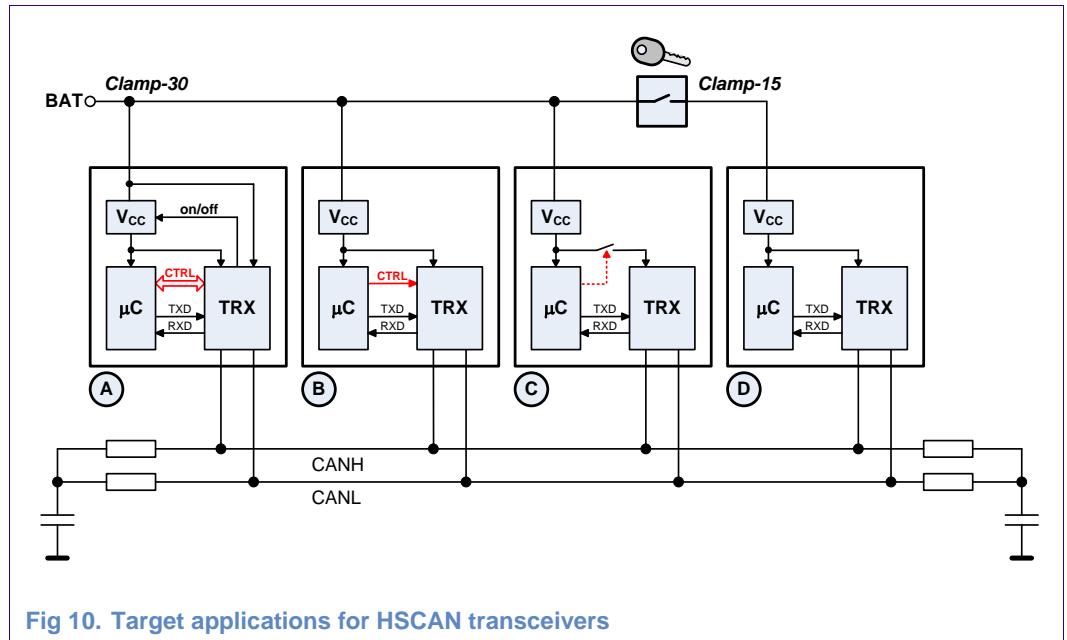 Clamp-30
Clamp-15
BAT
VCC
on/off
CTRL
μC
TXD
RXD
TRX
A
VCC
CTRL
μC
TXD
RXD
TRX
B
VCC
μC
TXD
RXD
TRX
C
VCC
μC
TXD
RXD
TRX
D
CANH
CANL
Fig 10. Target applications for HSCAN transceivers